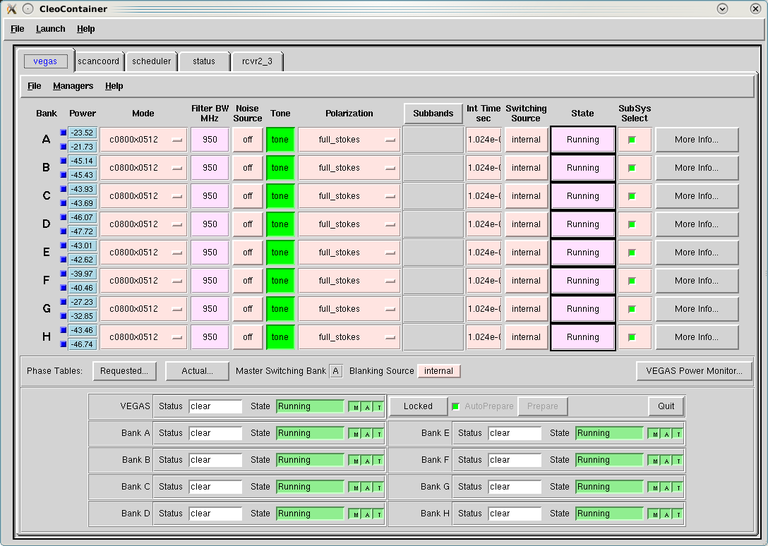 CleoContainer
File Launch Help
vegas scancoord scheduler status rcvr2_3
File Managers Help
Bank Power Mode Filter BW MHz Noise Source Tone Polarization Subbands Int Time sec Switching Source State SubSys Select
A -23.52 -21.73 c0800x0512 950 off tone full_stokes 1.024e-( internal Running More Info...
B -45.14 -45.43 c0800x0512 950 off tone full_stokes 1.024e-( internal Running More Info...
C -43.93 -43.69 c0800x0512 950 off tone full_stokes 1.024e-( internal Running More Info...
D -46.07 -47.72 c0800x0512 950 off tone full_stokes 1.024e-( internal Running More Info...
E -43.01 -42.62 c0800x0512 950 off tone full_stokes 1.024e-( internal Running More Info...
F -39.97 -40.46 c0800x0512 950 off tone full_stokes 1.024e-( internal Running More Info...
G -27.23 -32.85 c0800x0512 950 off tone full_stokes 1.024e-( internal Running More Info...
H -43.46 -46.74 c0800x0512 950 off tone full_stokes 1.024e-( internal Running More Info...
Phase Tables: Requested... Actual... Master Switching Bank A Blanking Source internal VEGAS Power Monitor...
VEGAS Status clear State Running M A T Locked AutoPrepare Prepare Quit
Bank A Status clear State Running M A T Bank E Status clear State Running M A T
Bank B Status clear State Running M A T Bank F Status clear State Running M A T
Bank C Status clear State Running M A T Bank G Status clear State Running M A T
Bank D Status clear State Running M A T Bank H Status clear State Running M A T